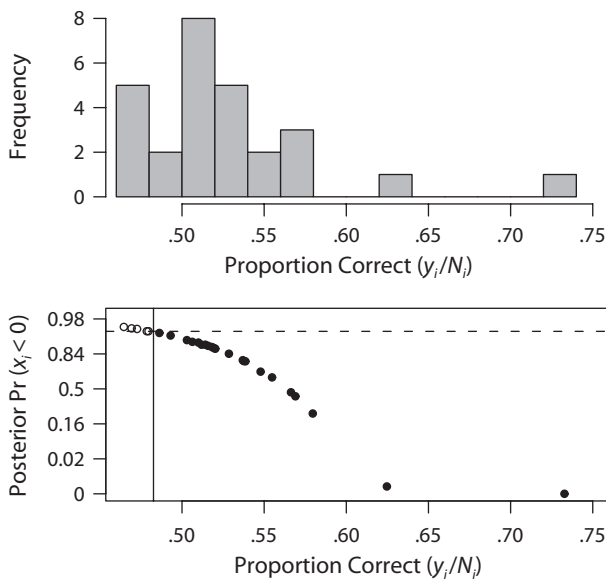 8
6
4
2
0
Frequency
.50 .55 .60 .65 .70 .75
Proportion Correct (yᵢ/Nᵢ)
0.98
0.84
0.5
0.16
0.02
0
Posterior Pr (xᵢ < 0)
.50 .55 .60 .65 .70 .75
Proportion Correct (yᵢ/Nᵢ)